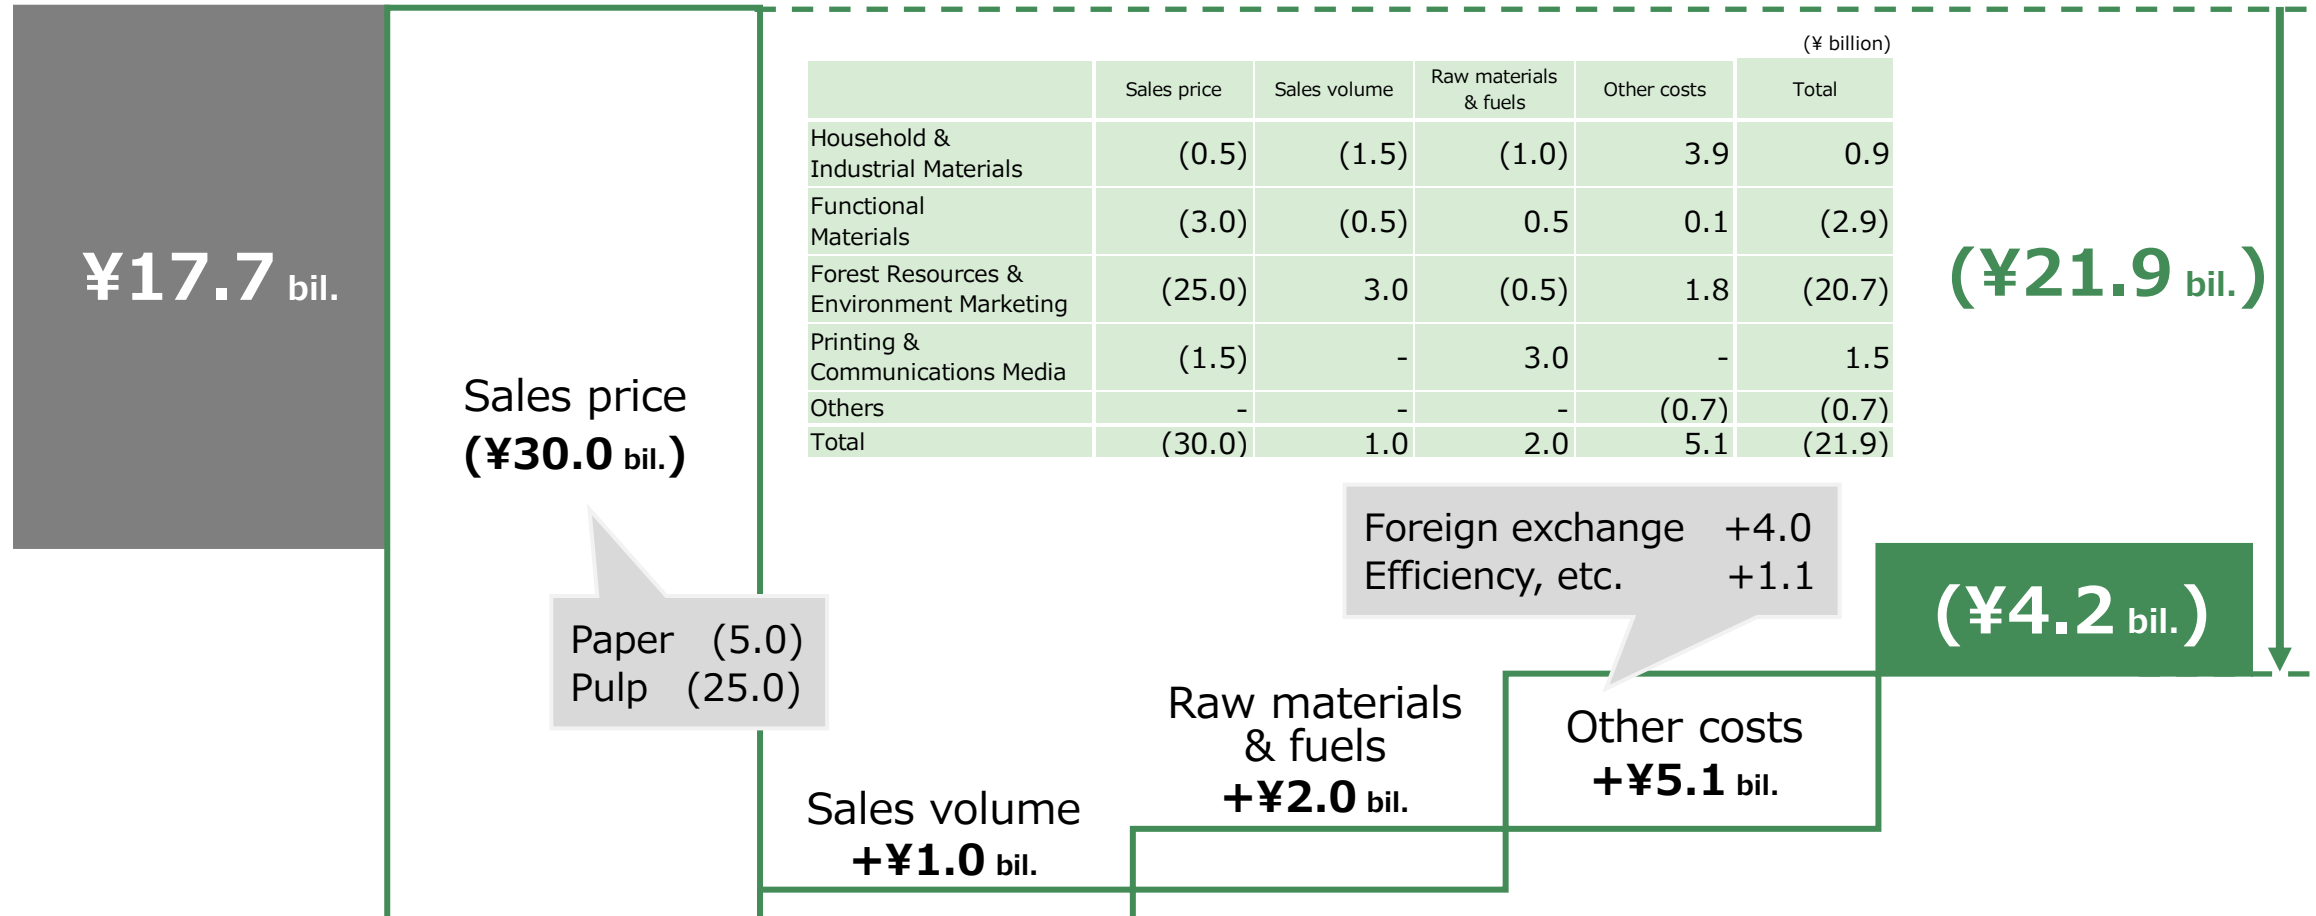 ¥17.7 bil.
Sales price
(¥30.0 bil.)
Paper (5.0)
Pulp (25.0)
(¥ billion)
Sales price Sales volume Raw materials & fuels Other costs Total
Household &
Industrial Materials (0.5) (1.5) (1.0) 3.9 0.9
Functional
Materials (3.0) (0.5) 0.5 0.1 (2.9)
Forest Resources &
Environment Marketing (25.0) 3.0 (0.5) 1.8 (20.7)
Printing &
Communications Media (1.5) - 3.0 - 1.5
Others - - - (0.7) (0.7)
Total (30.0) 1.0 2.0 5.1 (21.9)
(¥21.9 bil.)
Foreign exchange +4.0
Efficiency, etc. +1.1
(¥4.2 bil.)
Sales volume
+¥1.0 bil.
Raw materials
& fuels
+¥2.0 bil.
Other costs
+¥5.1 bil.